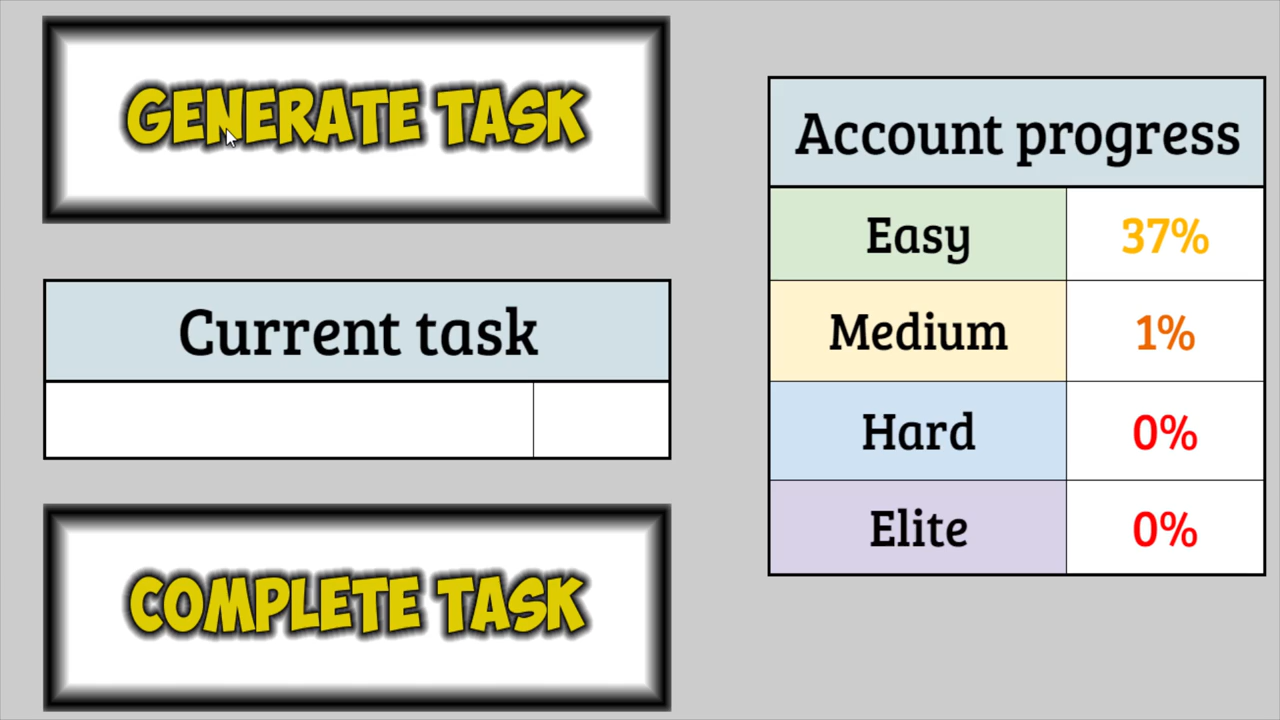 GENERATE TASK
Current task
COMPLETE TASK
Account progress
Easy 37%
Medium 1%
Hard 0%
Elite 0%